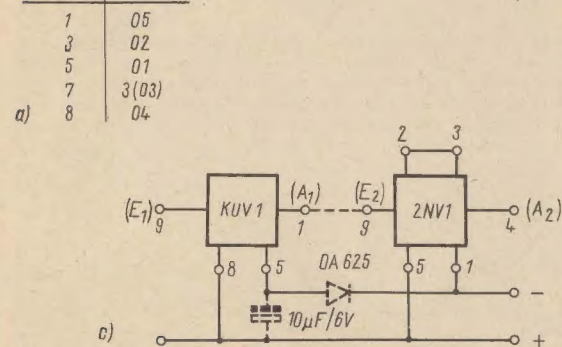 1 05
3 02
5 01
7 3(03)
a) 8 04
2 3
(E1) 9 KUV1 (A1) 1 (E2) 9 2NV1 4 (A2)
8 5 OA 625 5 1
−
10µF/6V
c) +